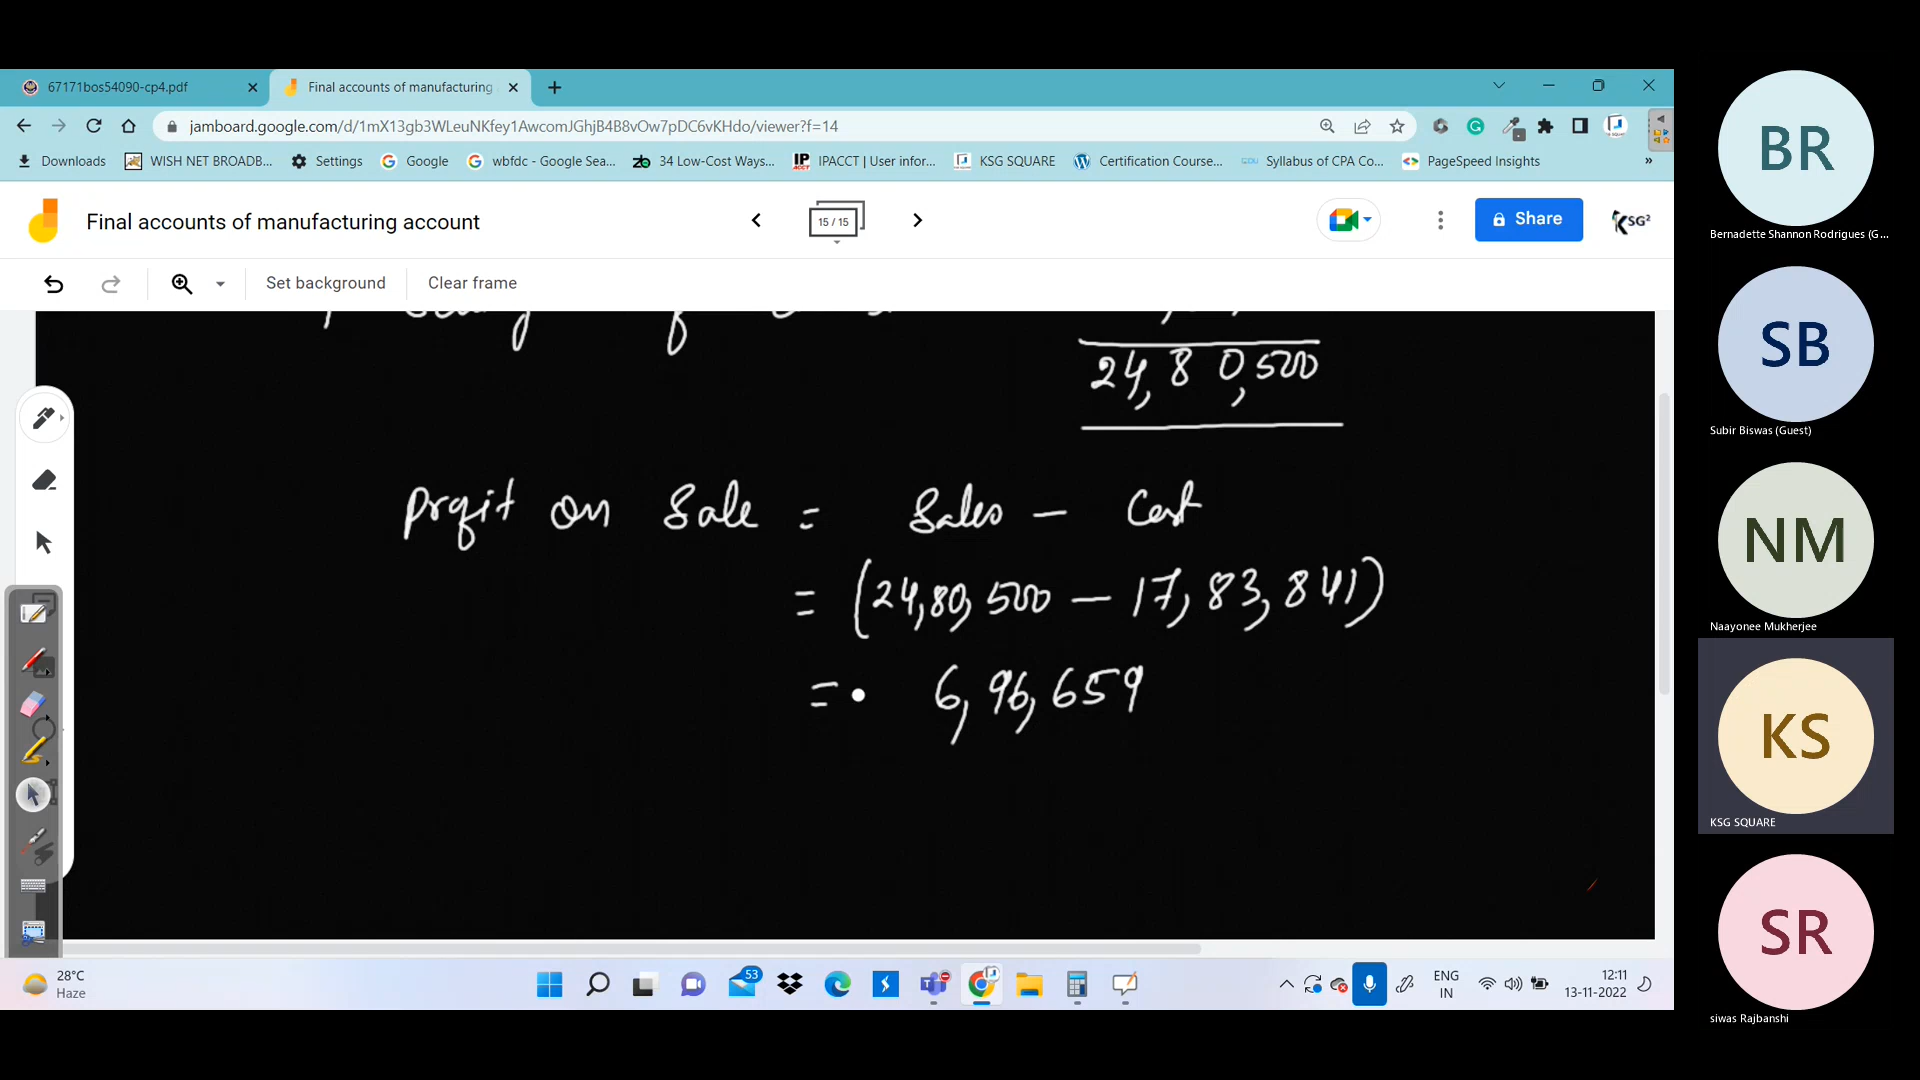 67171bos54090-cp4.pdf
Final accounts of manufacturing
jamboard.google.com/d/1mX13gb3WLeuNKfey1AwcomJGhjB4B8vOw7pDC6vKHdo/viewer?f=14
Downloads
WISH NET BROADB...
Settings
Google
wbfdc - Google Sea...
34 Low-Cost Ways...
IPACCT | User infor...
KSG SQUARE
Certification Course...
Syllabus of CPA Co...
PageSpeed Insights
»
Final accounts of manufacturing account
15 / 15
Share
KSG²
Set background
Clear frame
24,80,500
Profit on Sale = Sales - Cost
= (24,80,500 - 17,83,841)
= 6,96,659
BR
Bernadette Shannon Rodrigues (G...
SB
Subir Biswas (Guest)
NM
Naayonee Mukherjee
KS
KSG SQUARE
SR
siwas Rajbanshi
28°C
Haze
53
ENG
IN
12:11
13-11-2022